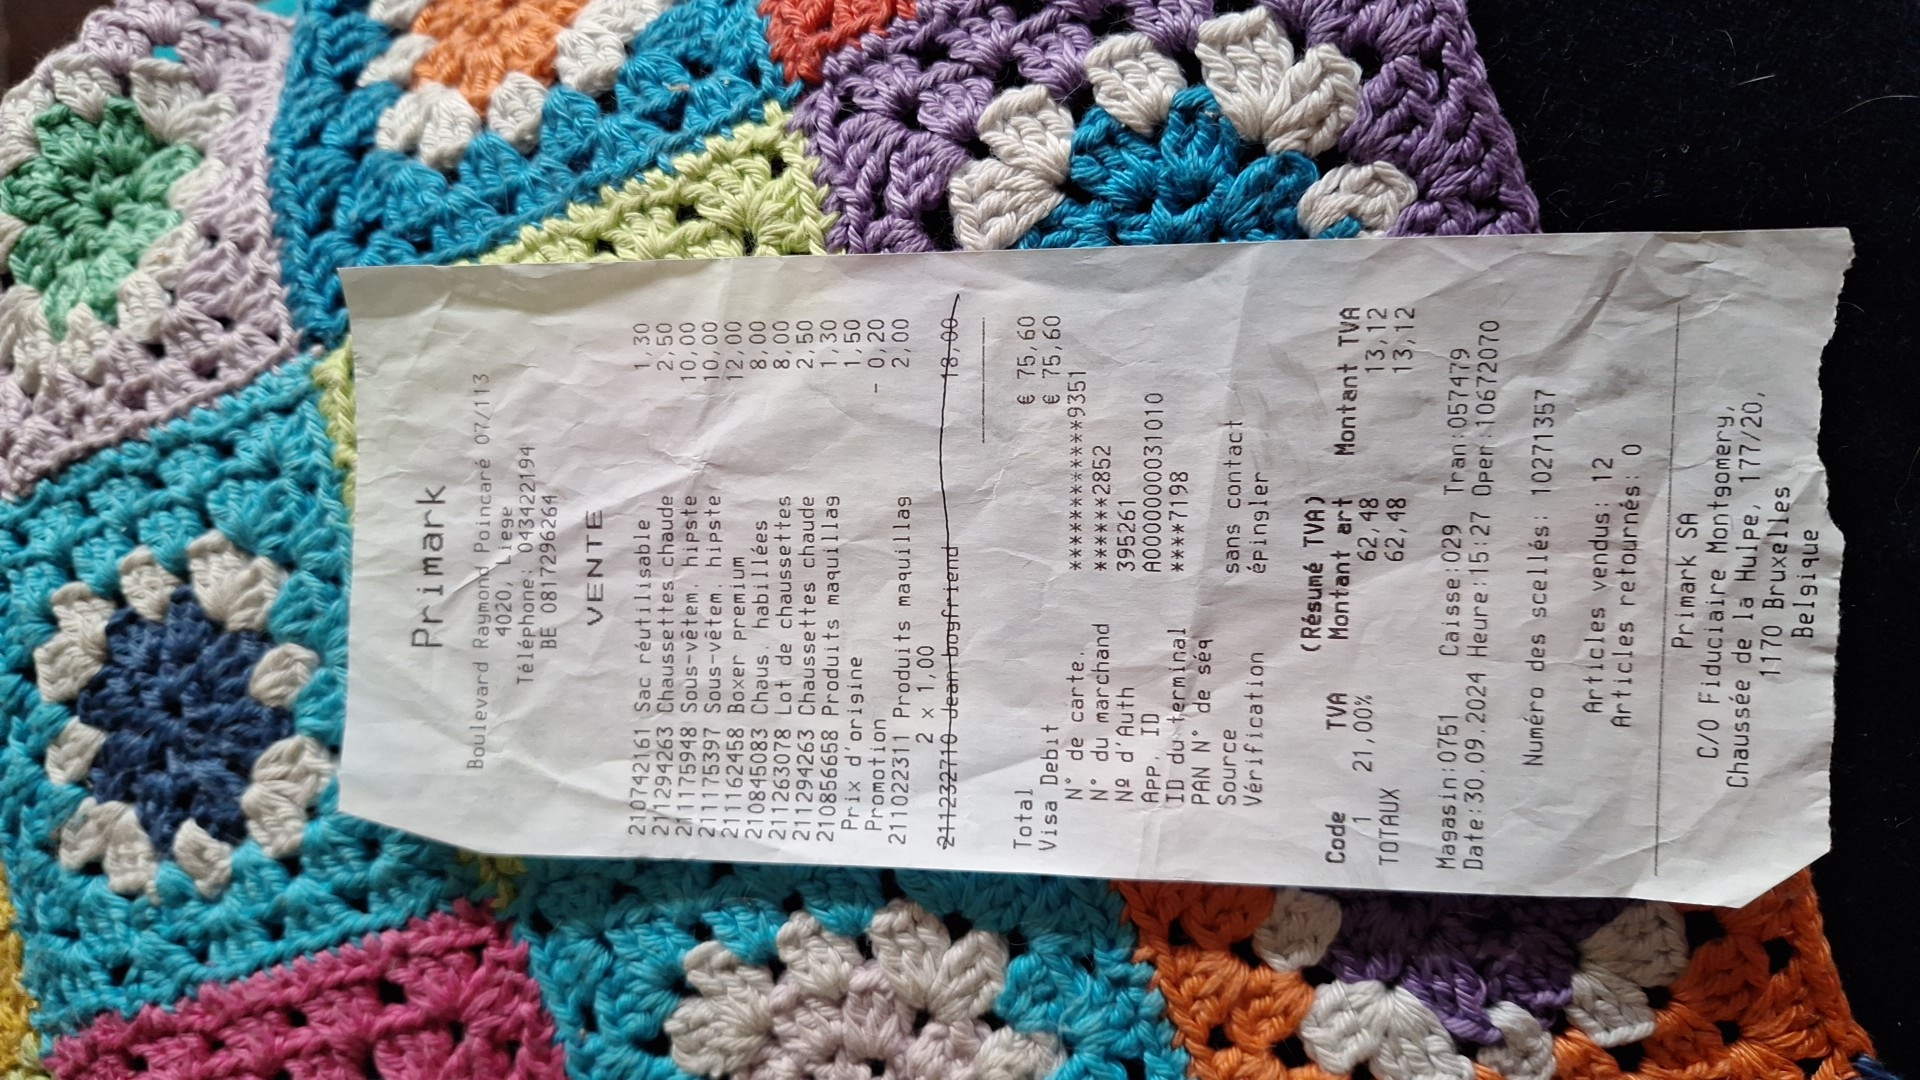 Primark
Boulevard Raymond Poincaré 07/113
4020, Liege
Téléphone: 043422194
BE 0817296264
VENTE
210742161 Sac réutilisable 1,30
211294263 Chaussettes chaude 2,50
211175948 Sous-vêtem. hipste 10,00
211175397 Sous-vêtem. hipste 10,00
211162458 Boxer Premium 12,00
210845083 Chaus. habillées 8,00
211263078 Lot de chaussettes 8,00
211294263 Chaussettes chaude 2,50
210856658 Produits maquillag 1,30
Prix d'origine 1,50
Promotion - 0,20
211022311 Produits maquillag 2,00
2 x 1,00
211232710 Jean boyfriend 18,00
Total € 75,60
Visa Debit € 75,60
N° de carte. ************9351
N° du marchand ******2852
Nº d'Auth 395261
App. ID A0000000031010
ID du terminal ****7198
PAN N° de séq
Source sans contact
Vérification épingler
(Résumé TVA)
Code TVA Montant art Montant TVA
1 21,00% 62,48 13,12
TOTAUX 62,48 13,12
Magasin:0751 Caisse:029 Tran:057479
Date:30.09.2024 Heure:15:27 Oper:10672070
Numéro des scellés: 10271357
Articles vendus: 12
Articles retournés: 0
Primark SA
C/O Fiduciaire Montgomery,
Chaussée de la Hulpe, 177/20,
1170 Bruxelles
Belgique